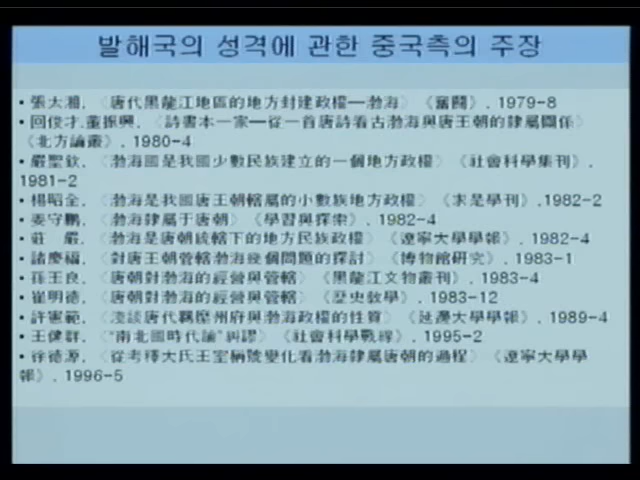 발해국의 성격에 관한 중국측의 주장
• 張太湘, 〈唐代黑龍江地區的地方封建政權—渤海〉《奮鬪》, 1979-8
• 回俊才,董振興, 〈詩書本一家—從一首唐詩看古渤海與唐王朝的隸屬關係〉
《北方論叢》, 1980-4
• 嚴聖欽, 〈渤海國是我國少數民族建立的一個地方政權〉《社會科學集刊》,
1981-2
• 楊昭全, 〈渤海是我國唐王朝轄屬的小數族地方政權〉《求是學刊》,1982-2
• 姜守鵬, 〈渤海隸屬于唐朝〉《學習與探索》, 1982-4
• 莊 嚴, 〈渤海是唐朝統轄下的地方民族政權〉《遼寧大學學報》, 1982-4
• 諸慶福, 〈對唐王朝管轄渤海幾個問題的探討〉《博物館研究》, 1983-1
• 孫玉良, 〈唐朝對渤海的經營與管轄〉《黑龍江文物叢刊》, 1983-4
• 崔明德, 〈唐朝對渤海的經營與管轄〉《歷史敎學》, 1983-12
• 許憲範, 〈淺談唐代羈縻州府與渤海政權的性質〉《延邊大學學報》, 1989-4
• 王健群, 〈“南北國時代論”糾謬〉《社會科學戰線》, 1995-2
• 徐德源, 〈從考釋大氏王室稱號變化看渤海隸屬唐朝的過程〉《遼寧大學學
報》, 1996-5